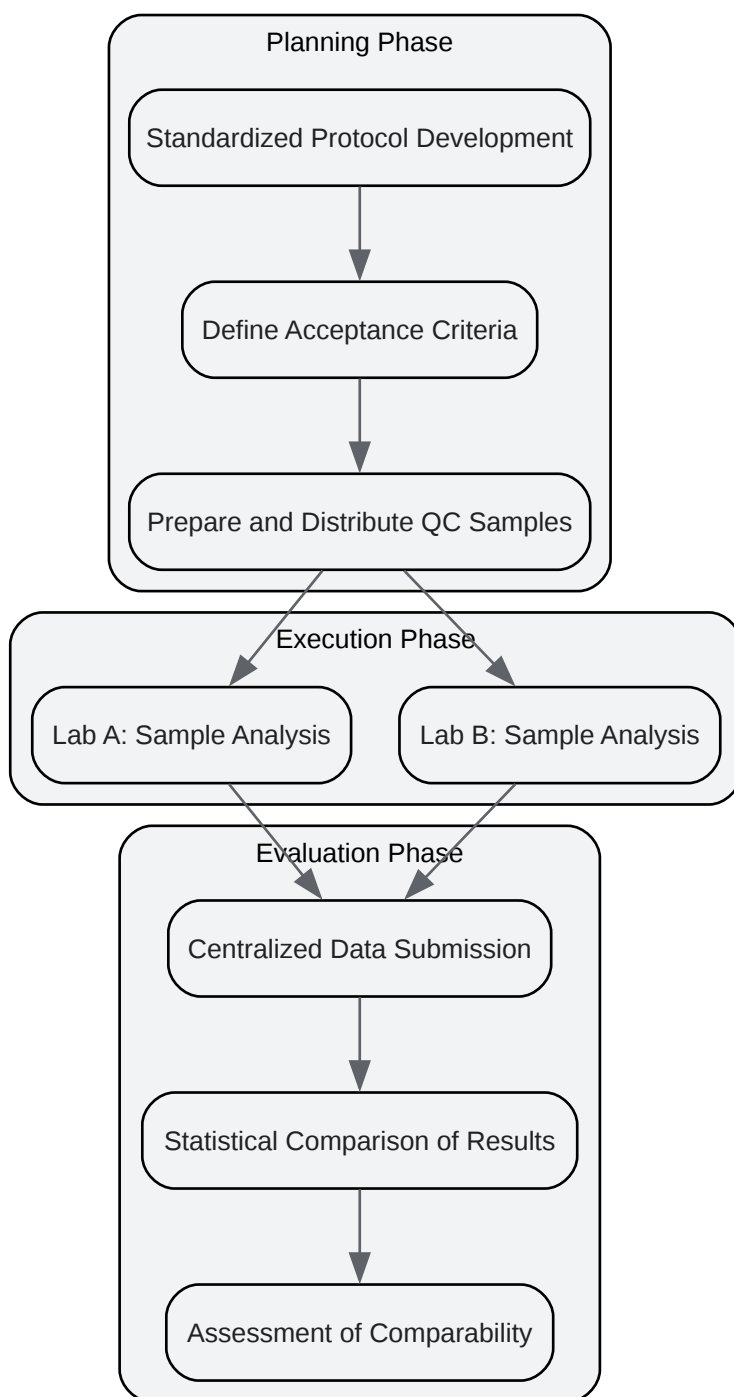 Planning Phase
Standardized Protocol Development
Define Acceptance Criteria
Prepare and Distribute QC Samples
Execution Phase
Lab A: Sample Analysis
Lab B: Sample Analysis
Evaluation Phase
Centralized Data Submission
Statistical Comparison of Results
Assessment of Comparability